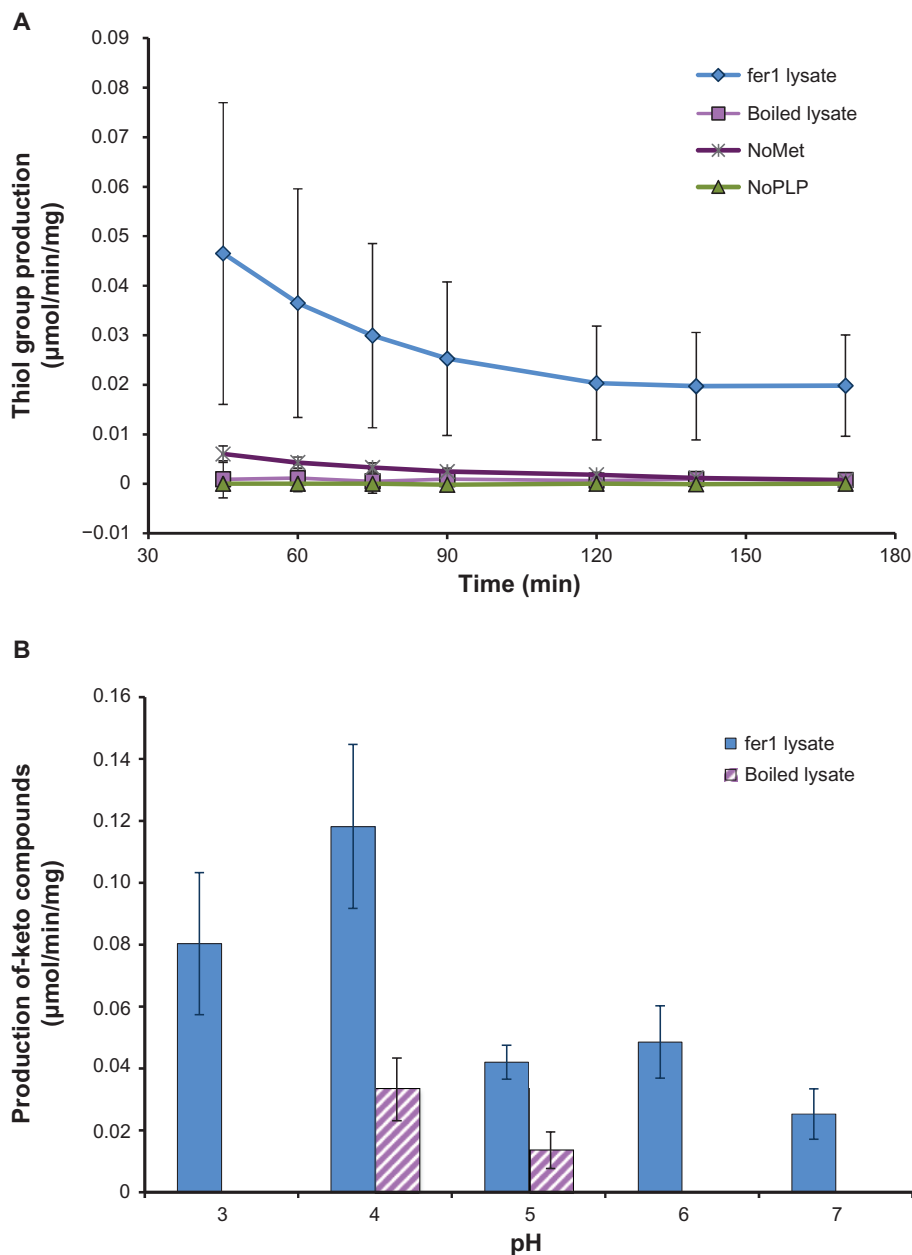 A
0.09
0.08
0.07
0.06
0.05
0.04
0.03
0.02
0.01
0
−0.01
Thiol group production
(µmol/min/mg)
fer1 lysate
Boiled lysate
NoMet
NoPLP
30 60 90 120 150 180
Time (min)
B
0.16
0.14
0.12
0.10
0.08
0.06
0.04
0.02
0
Production of-keto compounds
(µmol/min/mg)
fer1 lysate
Boiled lysate
3 4 5 6 7
pH